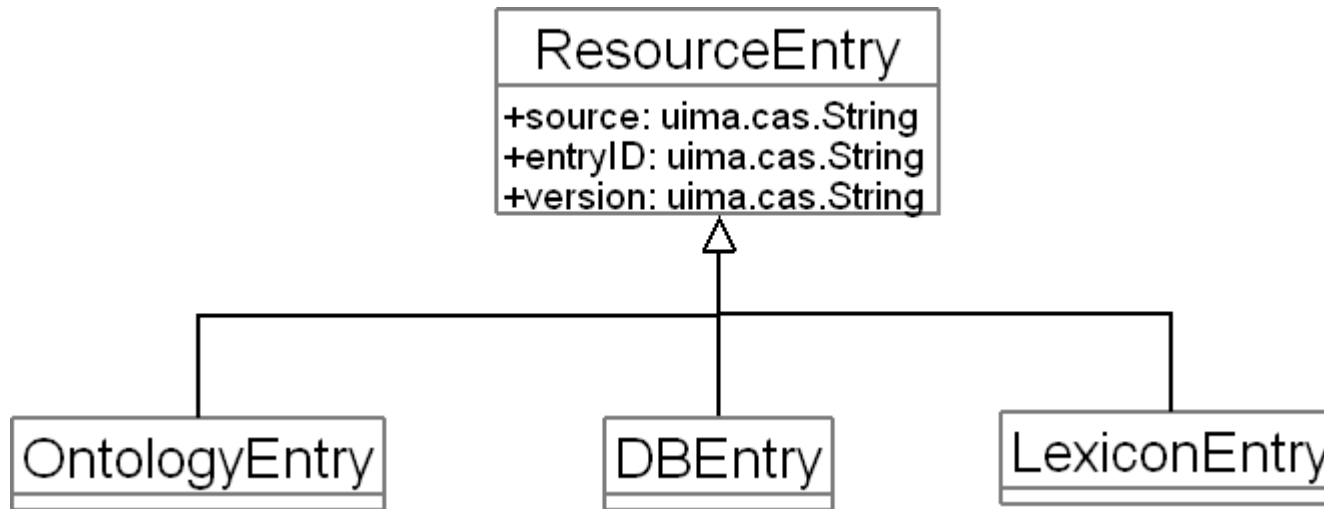 ResourceEntry
+source: uima.cas.String
+entryID: uima.cas.String
+version: uima.cas.String
OntologyEntry
DBEntry
LexiconEntry